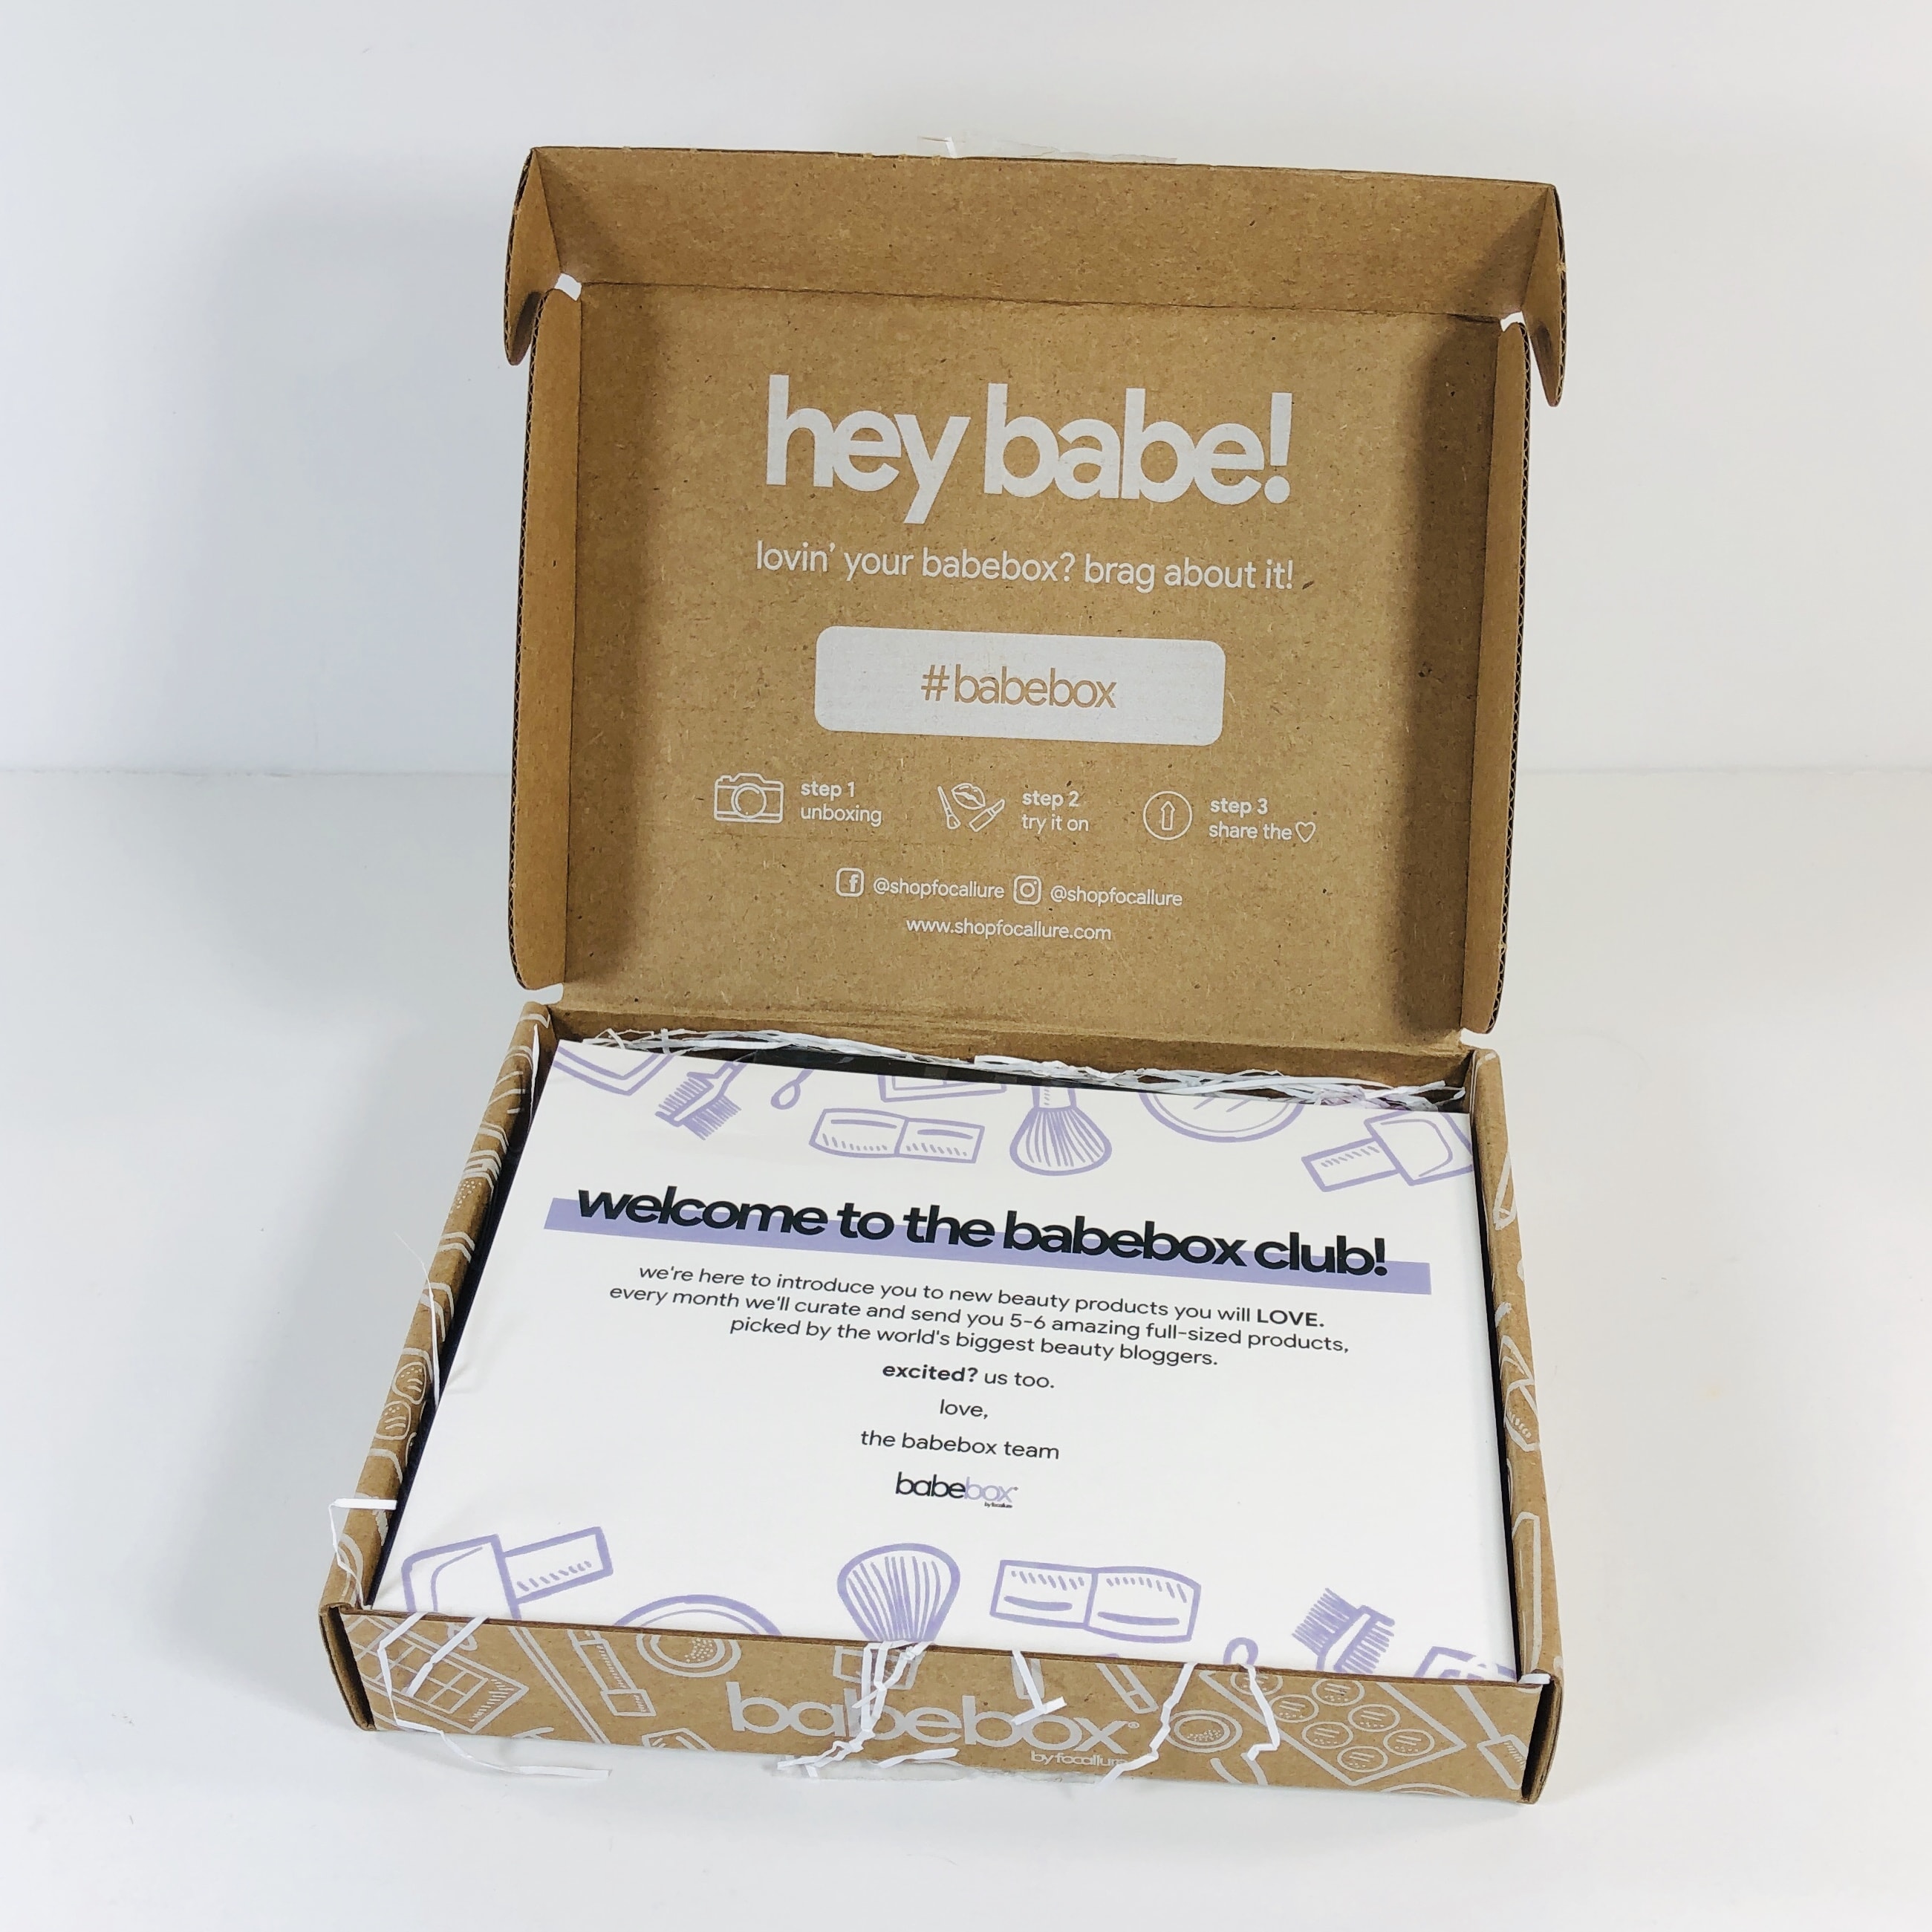 hey babe!
lovin' your babebox? brag about it!
#babebox
step 1
unboxing
step 2
try it on
step 3
share the
@shopfocallure @shopfocallure
www.shopfocallure.com
welcome to the babebox club!
we're here to introduce you to new beauty products you will LOVE.
every month we'll curate and send you 5-6 amazing full-sized products,
picked by the world's biggest beauty bloggers.
excited? us too.
love,
the babebox team
babebox
by focallure
babebox®
by focallure